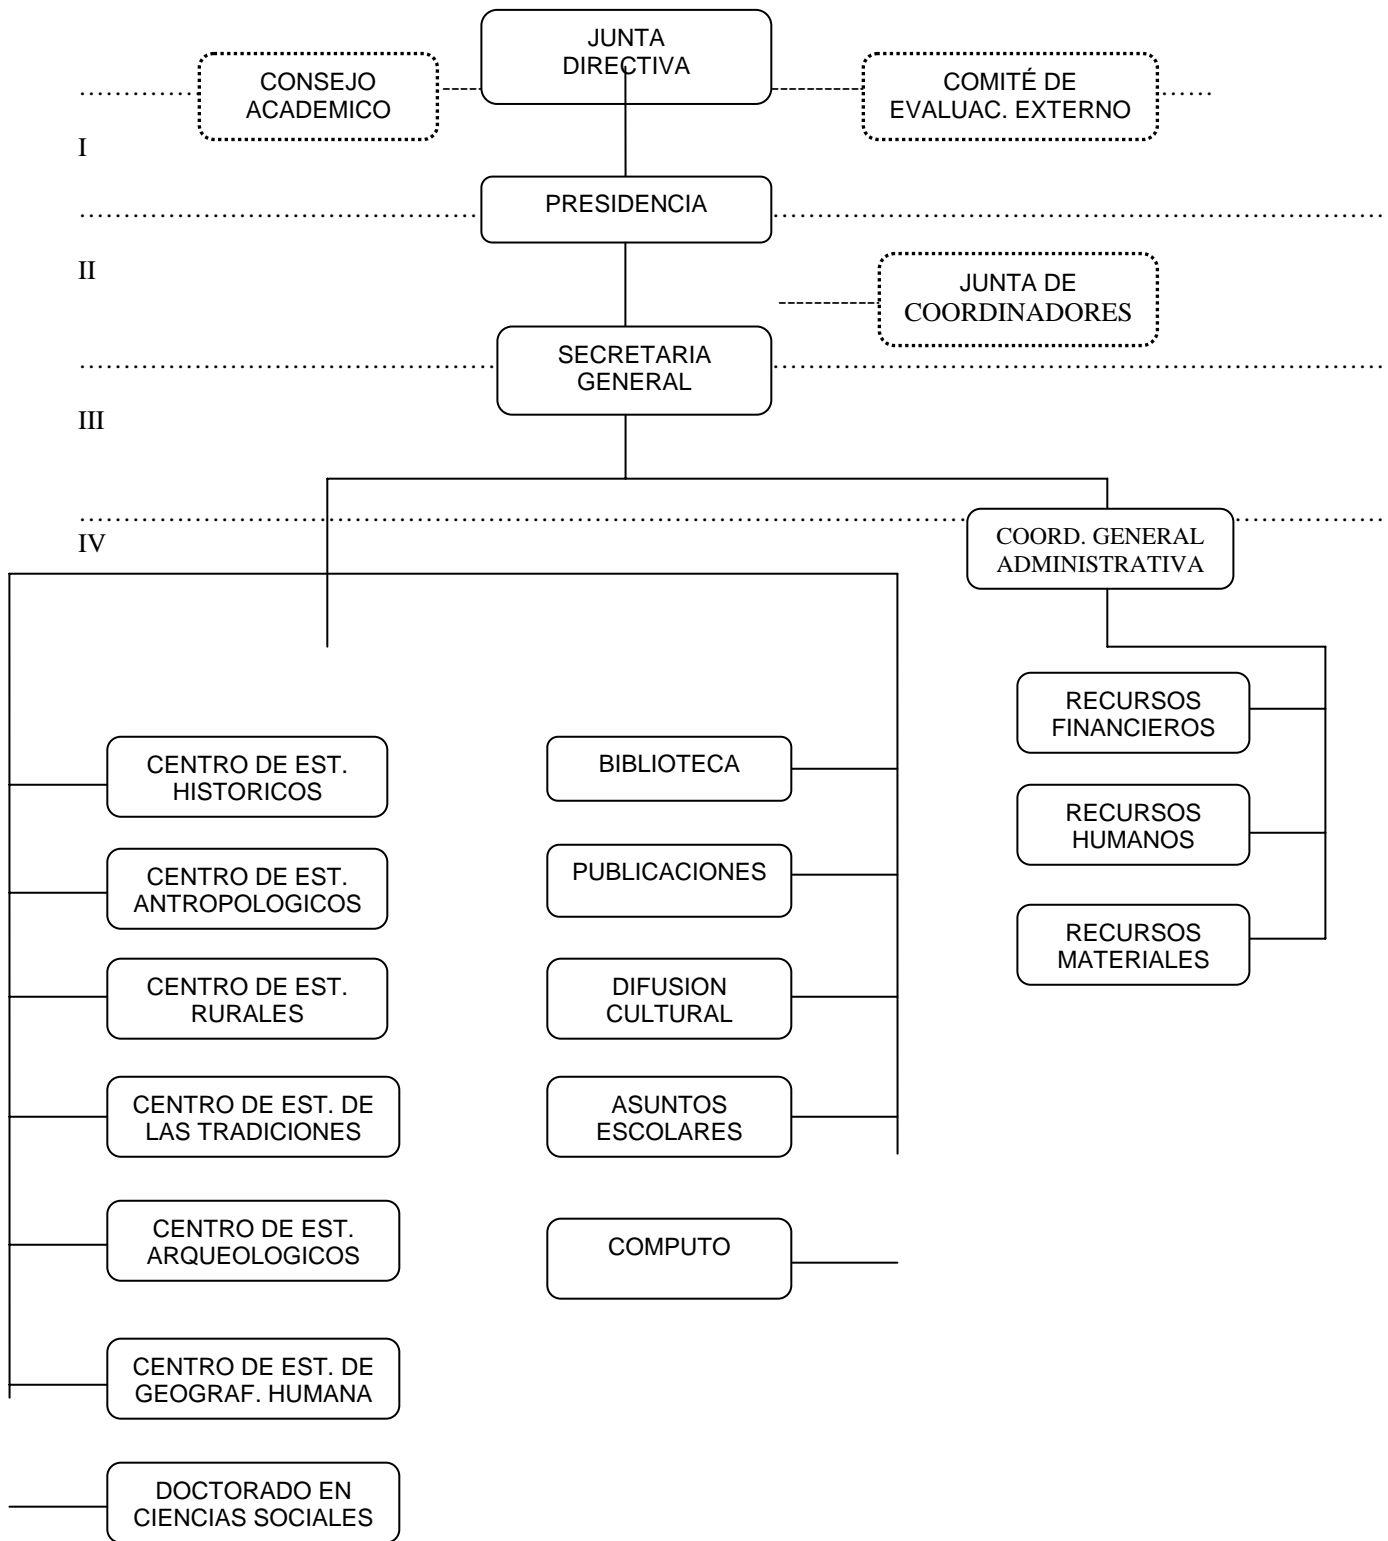 JUNTA
DIRECTIVA
CONSEJO
ACADEMICO
COMITÉ DE
EVALUAC. EXTERNO
I
PRESIDENCIA
II
JUNTA DE
COORDINADORES
SECRETARIA
GENERAL
III
IV
COORD. GENERAL
ADMINISTRATIVA
CENTRO DE EST.
HISTORICOS
CENTRO DE EST.
ANTROPOLOGICOS
CENTRO DE EST.
RURALES
CENTRO DE EST. DE
LAS TRADICIONES
CENTRO DE EST.
ARQUEOLOGICOS
CENTRO DE EST. DE
GEOGRAF. HUMANA
DOCTORADO EN
CIENCIAS SOCIALES
BIBLIOTECA
PUBLICACIONES
DIFUSION
CULTURAL
ASUNTOS
ESCOLARES
COMPUTO
RECURSOS
FINANCIEROS
RECURSOS
HUMANOS
RECURSOS
MATERIALES